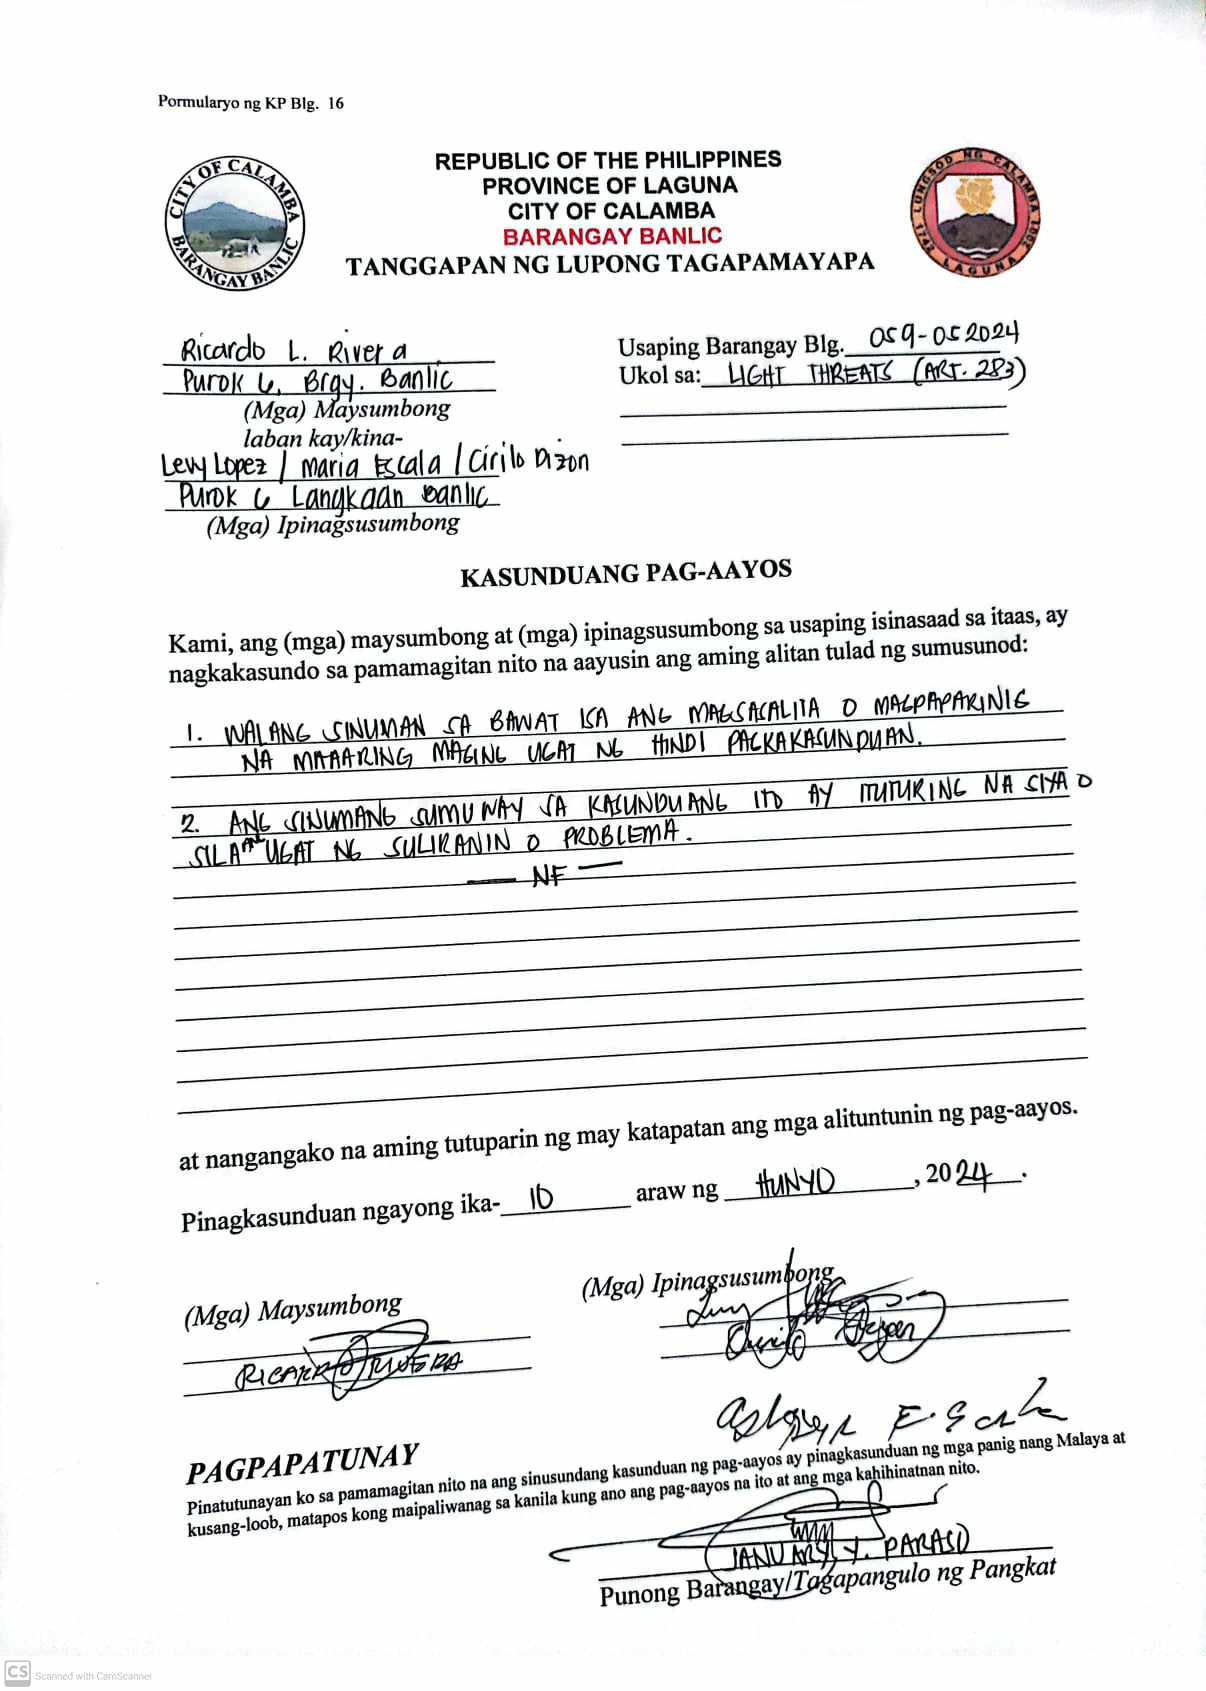 Pormularyo ng KP Blg. 16
CITY OF CALAMBA
BARANGAY BANLIC
REPUBLIC OF THE PHILIPPINES
PROVINCE OF LAGUNA
CITY OF CALAMBA
BARANGAY BANLIC
TANGGAPAN NG LUPONG TAGAPAMAYAPA
LUNGSOD NG CALAMBA
LAGUNA
Ricardo L. Rivera
Purok 6, Brgy. Banlic
(Mga) Maysumbong
laban kay/kina-
Levy Lopez / Maria Escala / Cirilo Dizon
Purok 6 Langkaan Banlic
(Mga) Ipinagsusumbong
Usaping Barangay Blg. 059-052024
Ukol sa: LIGHT THREATS (ART. 283)
KASUNDUANG PAG-AAYOS
Kami, ang (mga) maysumbong at (mga) ipinagsusumbong sa usaping isinasaad sa itaas, ay
nagkakasundo sa pamamagitan nito na aayusin ang aming alitan tulad ng sumusunod:
1. WALANG SINUMAN SA BAWAT ISA ANG MAGSASALITA O MAGPAPARINIG
NA MAAARING MAGING UGAT NG HINDI PAGKAKASUNDUAN.
2. ANG SINUMANG SUMUWAY SA KASUNDUANG ITO AY ITUTURING NA SIYA O
SILA ANG UGAT NG SULIRANIN O PROBLEMA.
— NF —
at nangangako na aming tutuparin ng may katapatan ang mga alituntunin ng pag-aayos.
Pinagkasunduan ngayong ika- 10 araw ng HUNYO, 2024.
(Mga) Maysumbong
RICARDO RIVERA
(Mga) Ipinagsusumbong
PAGPAPATUNAY
Pinatutunayan ko sa pamamagitan nito na ang sinusundang kasunduan ng pag-aayos ay pinagkasunduan ng mga panig nang Malaya at
kusang-loob, matapos kong maipaliwanag sa kanila kung ano ang pag-aayos na ito at ang mga kahihinatnan nito.
JANUARY Y. PARASO
Punong Barangay/Tagapangulo ng Pangkat
CS Scanned with CamScanner